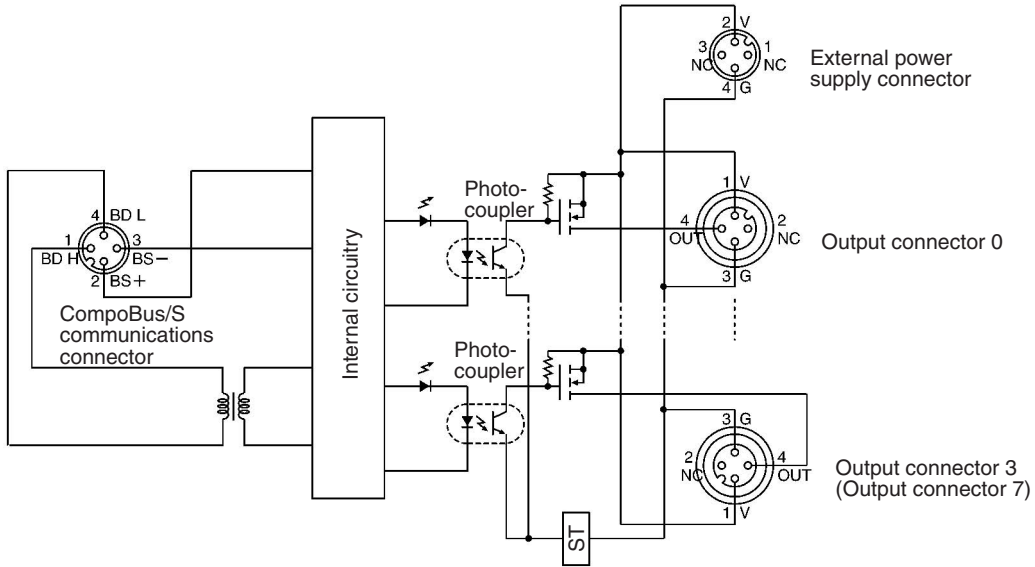 2 V
3
NC
1
NC
4 G
External power
supply connector
Photo-
coupler
1 V
4
OUT
2
NC
3 G
Output connector 0
4 BD L
1
BD H
3
BS−
2 BS+
CompoBus/S
communications
connector
Internal circuitry
Photo-
coupler
3 G
2
NC
4
OUT
1 V
Output connector 3
(Output connector 7)
ST